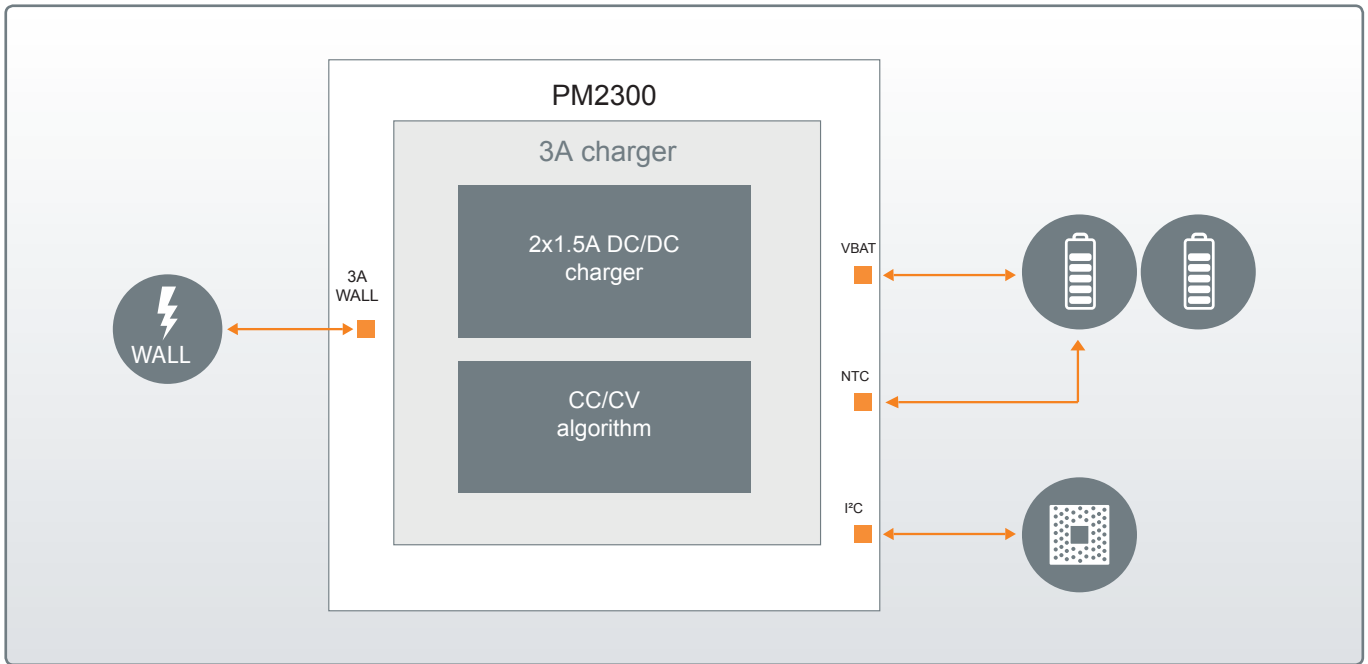 PM2300
3A charger
2x1.5A DC/DC
charger
CC/CV
algorithm
3A
WALL
WALL
VBAT
NTC
I²C